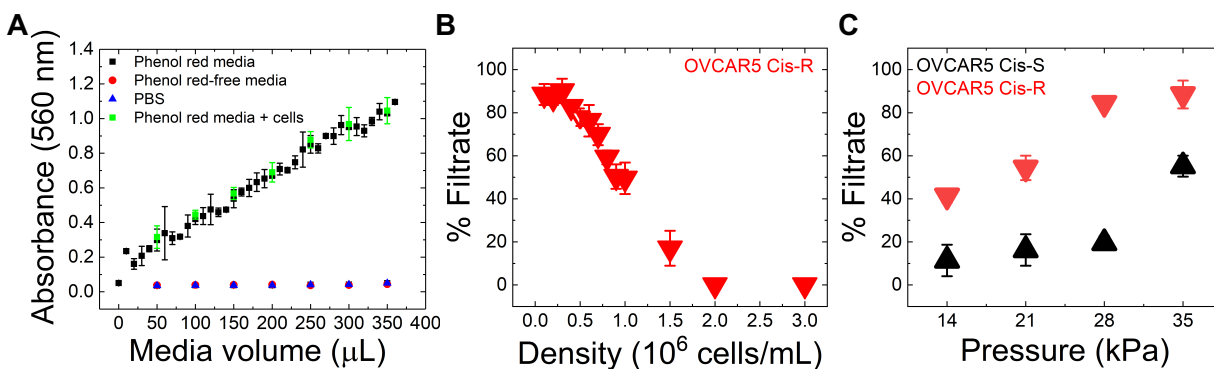 A
Absorbance (560 nm)
1.4
1.2
1.0
0.8
0.6
0.4
0.2
0.0
Phenol red media
Phenol red-free media
PBS
Phenol red media + cells
0 50 100 150 200 250 300 350 400
Media volume (μL)
B
% Filtrate
100
80
60
40
20
0
OVCAR5 Cis-R
0.0 0.5 1.0 1.5 2.0 2.5 3.0
Density (10⁶ cells/mL)
C
% Filtrate
100
80
60
40
20
0
OVCAR5 Cis-S
OVCAR5 Cis-R
14 21 28 35
Pressure (kPa)